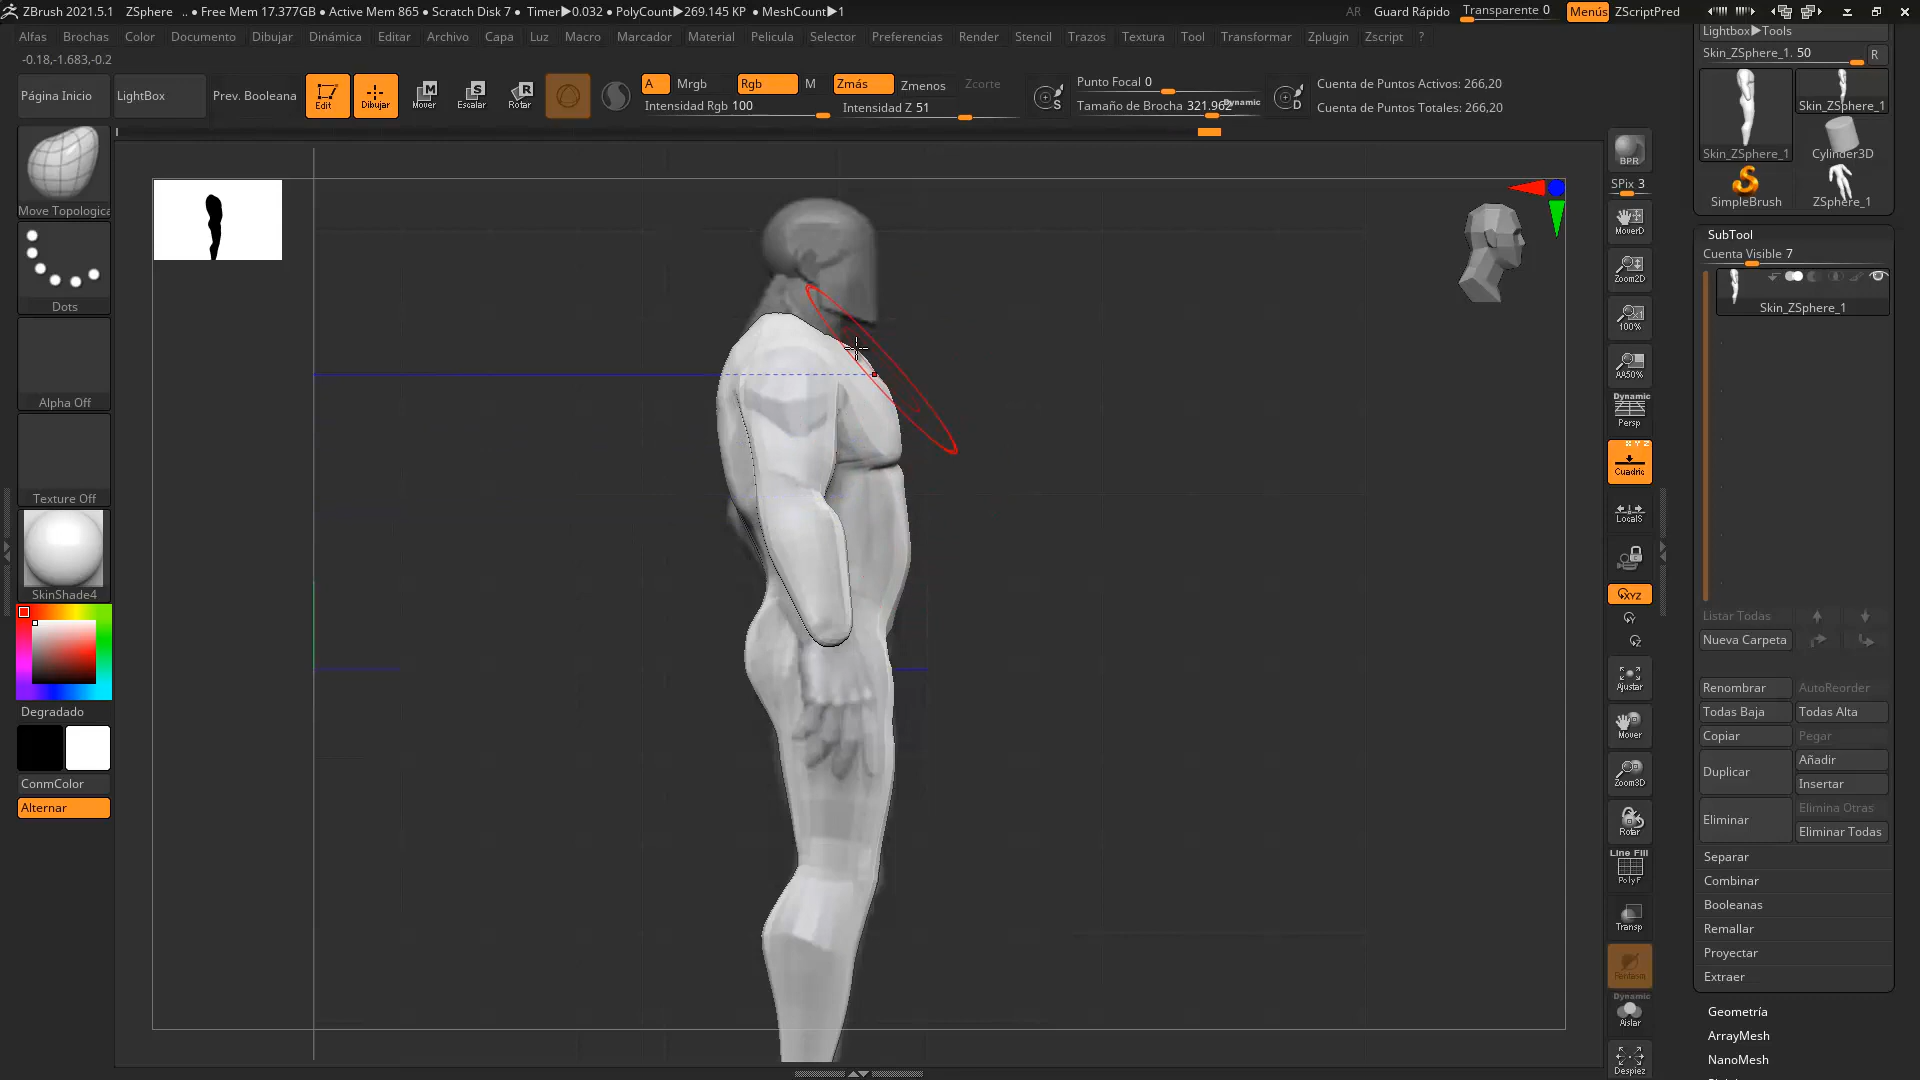 ZBrush 2021.5.1 ZSphere .. ● Free Mem 17.377GB ● Active Mem 865 ● Scratch Disk 7 ● Timer▶0.032 ● PolyCount▶269.145 KP ● MeshCount▶1 AR Guard Rápido Transparente 0 Menús ZScriptPred
Alfas Brochas Color Documento Dibujar Dinámica Editar Archivo Capa Luz Macro Marcador Material Pelicula Selector Preferencias Render Stencil Trazos Textura Tool Transformar Zplugin Zscript ?
-0.18,-1.683,-0.2
Página Inicio LightBox Prev. Booleana Edit Dibujar Mover Escalar Rotar
A Mrgb Rgb M Zmás Zmenos Zcorte
Intensidad Rgb 100 Intensidad Z 51
Punto Focal 0
Tamaño de Brocha 321.962 Dynamic
S D
Cuenta de Puntos Activos: 266,20
Cuenta de Puntos Totales: 266,20
Move Topologica
Dots
Alpha Off
Texture Off
SkinShade4
Degradado
ConmColor
Alternar
BPR
SPix 3
MoverD
Zoom2D
100%
AA50%
Dynamic
Persp
X Y Z
Cuadric
LocalS
XYZ
Y
Z
Ajustar
Mover
Zoom3D
Rotar
Line Fill
PolyF
Transp
Dynamic
Aislar
Despiez
Lightbox▶Tools
Skin_ZSphere_1. 50 R
Skin_ZSphere_1
Skin_ZSphere_1
Cylinder3D
SimpleBrush
ZSphere_1
SubTool
Cuenta Visible 7
Skin_ZSphere_1
Listar Todas
Nueva Carpeta
Renombrar AutoReorder
Todas Baja Todas Alta
Copiar Pegar
Duplicar Añadir
Insertar
Eliminar Elimina Otras
Eliminar Todas
Separar
Combinar
Booleanas
Remallar
Proyectar
Extraer
Geometría
ArrayMesh
NanoMesh